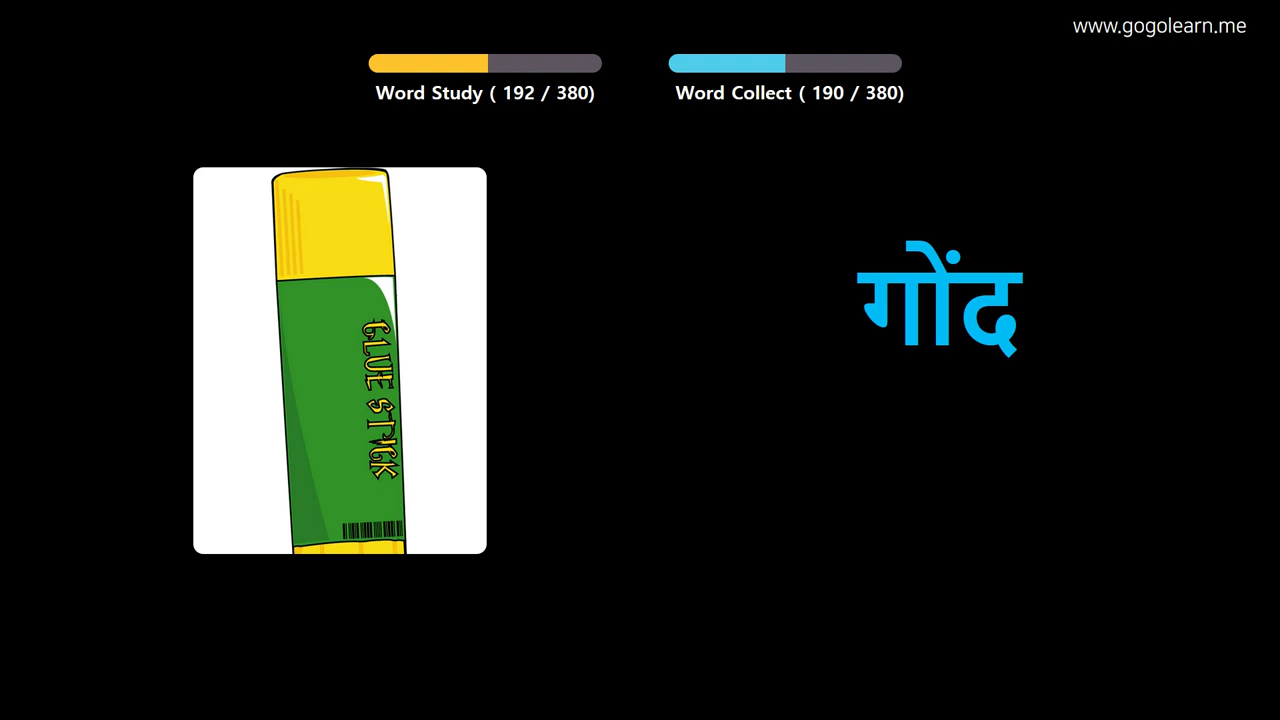 www.gogolearn.me
Word Study ( 192 / 380)
Word Collect ( 190 / 380)
गोंद
GLUE STICK